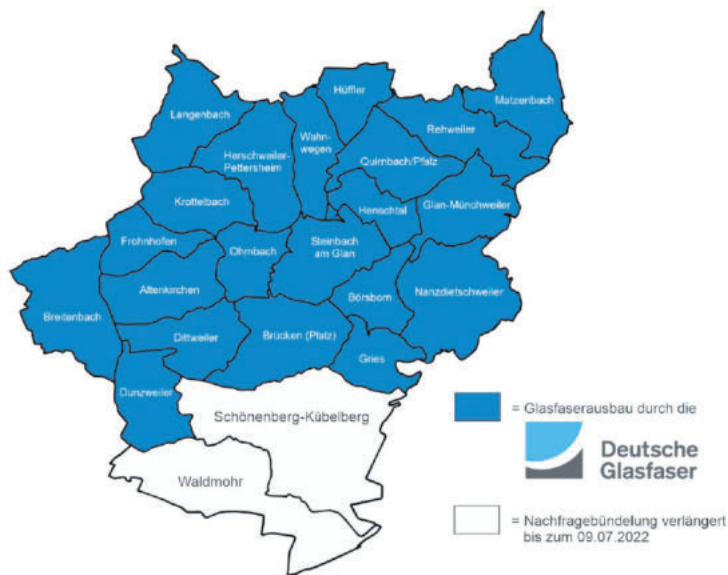 Hüffler
Matzenbach
Langenbach
Rehweiler
Wahn-
wegen
Herschweiler-
Pettersheim
Quirnbach/Pfalz
Krottelbach
Henschtal
Glan-Münchweiler
Frohnhofen
Ohmbach
Steinbach
am Glan
Altenkirchen
Nanzdietschweiler
Börsborn
Breitenbach
Dittweiler
Brücken (Pfalz)
Gries
Dunzweiler
Schönenberg-Kübelberg
= Glasfaserausbau durch die
Deutsche
Glasfaser
Waldmohr
= Nachfragebündelung verlängert
bis zum 09.07.2022